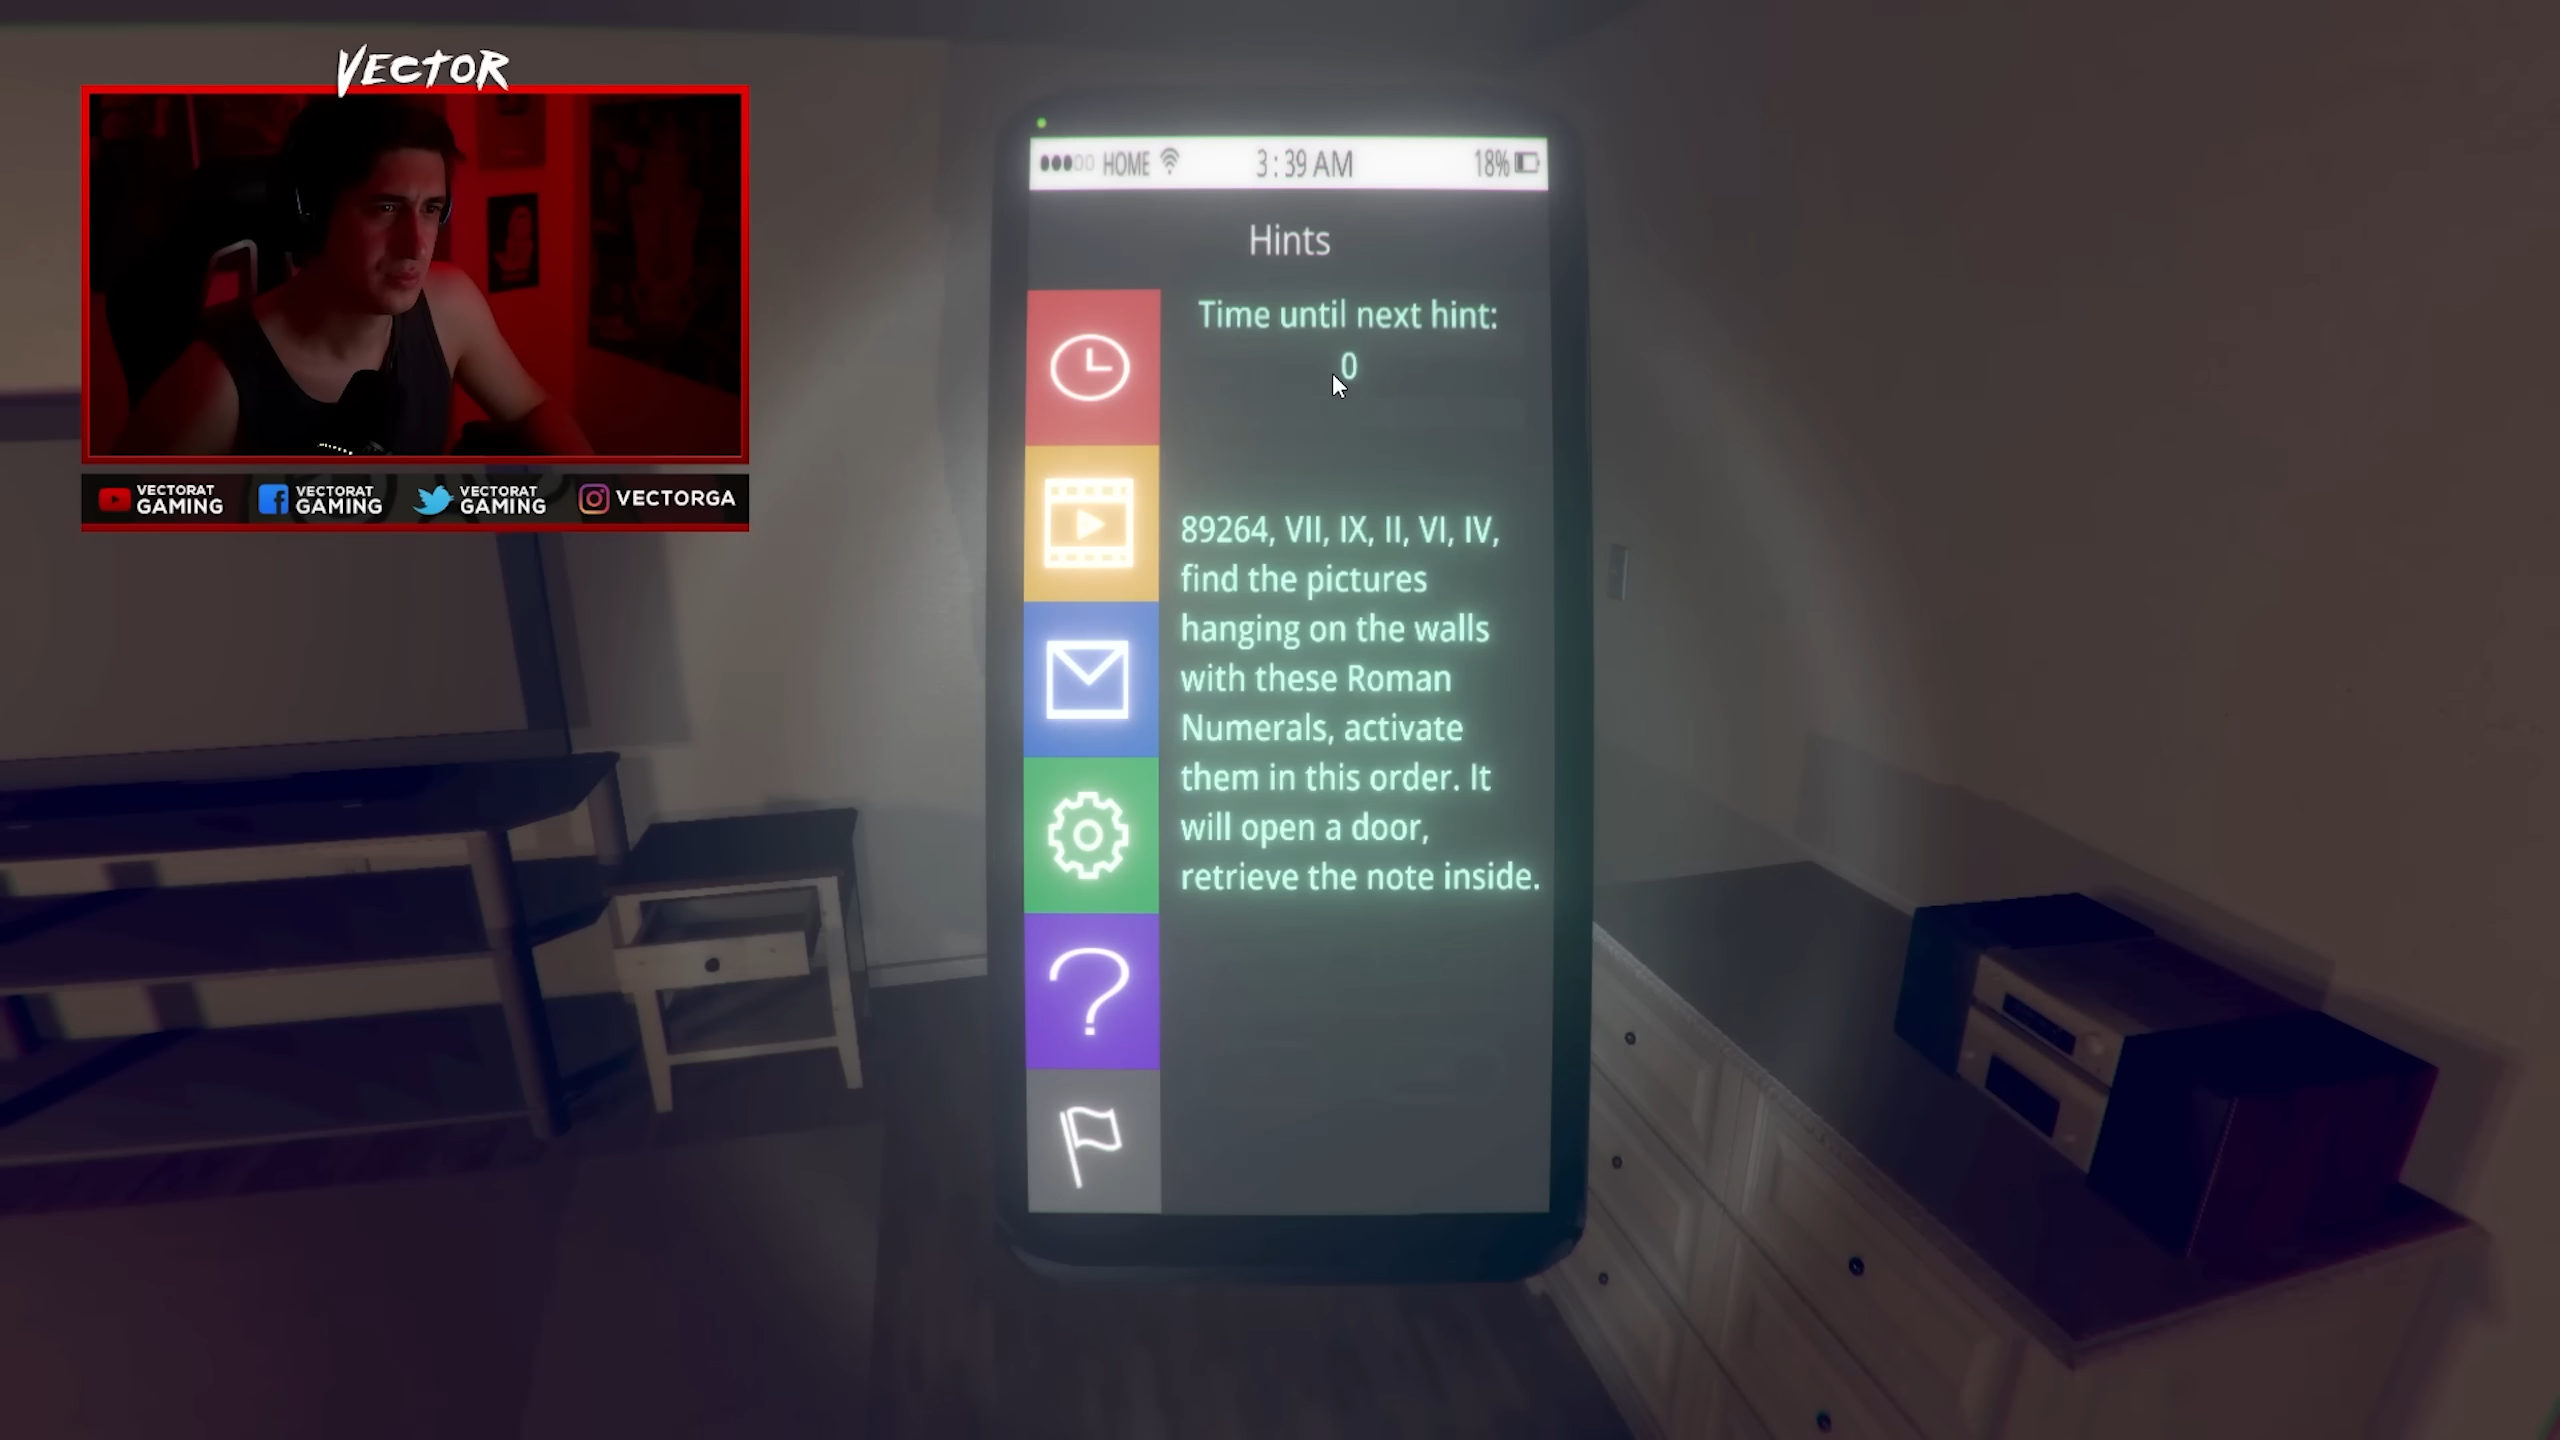 VECTOR
VECTORAT GAMING
VECTORAT GAMING
VECTORAT GAMING
VECTORGA
HOME 3:39 AM 18%
Hints
Time until next hint:
0
89264, VII, IX, II, VI, IV,
find the pictures
hanging on the walls
with these Roman
Numerals, activate
them in this order. It
will open a door,
retrieve the note inside.